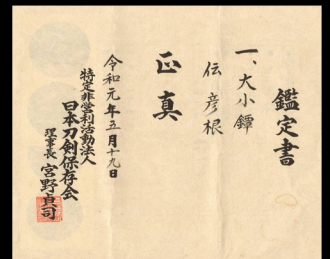 鑑定書
一、大小鐔
伝彦根
正真
令和元年五月十九日
特定非営利活動法人
日本刀剣保存会
理事長 宮野貞司